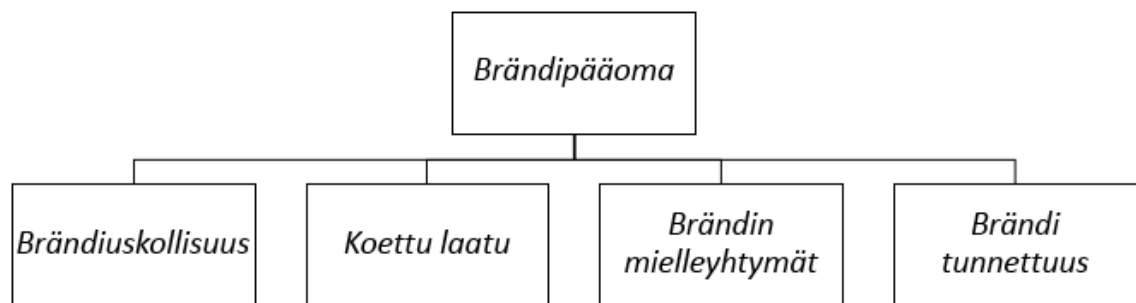 Brändipääoma
Brändiuskollisuus
Koettu laatu
Brändin
mielleyhtymät
Brändi
tunnettuus